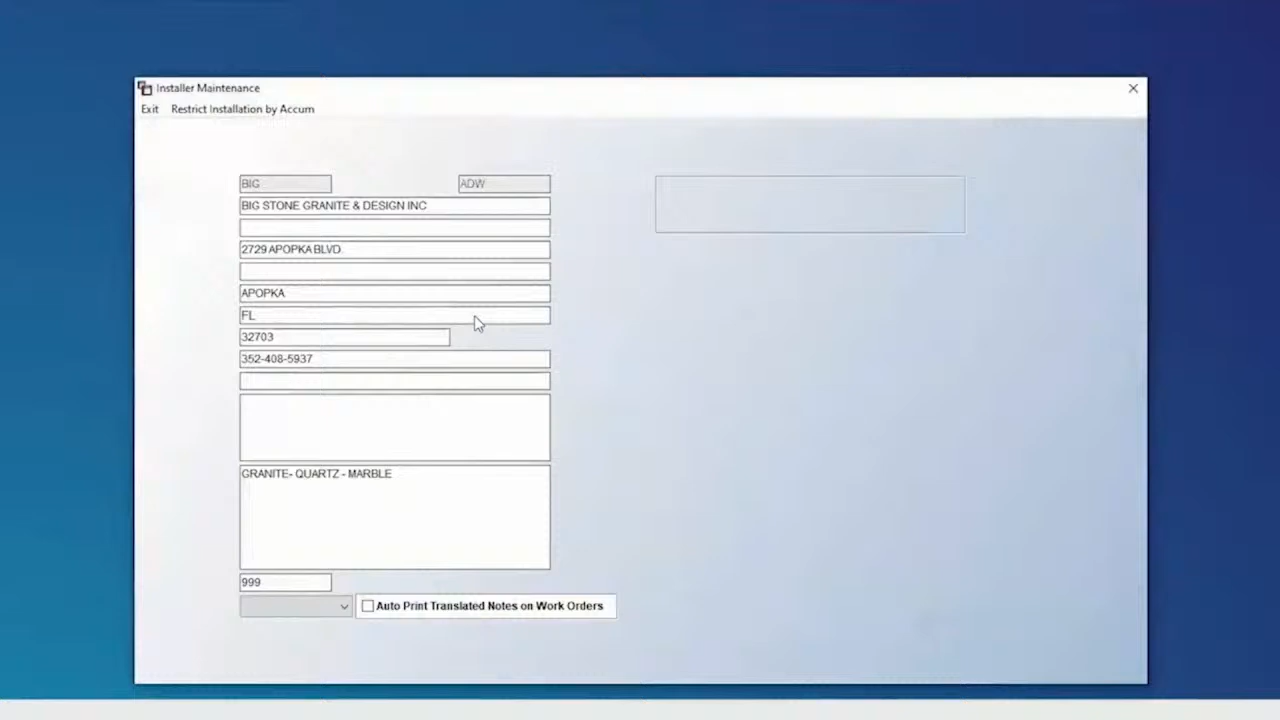 Installer Maintenance
Exit Restrict Installation by Accum
BIG ADW
BIG STONE GRANITE & DESIGN INC
2729 APOPKA BLVD
APOPKA
FL
32703
352-408-5937
GRANITE- QUARTZ - MARBLE
999
Auto Print Translated Notes on Work Orders